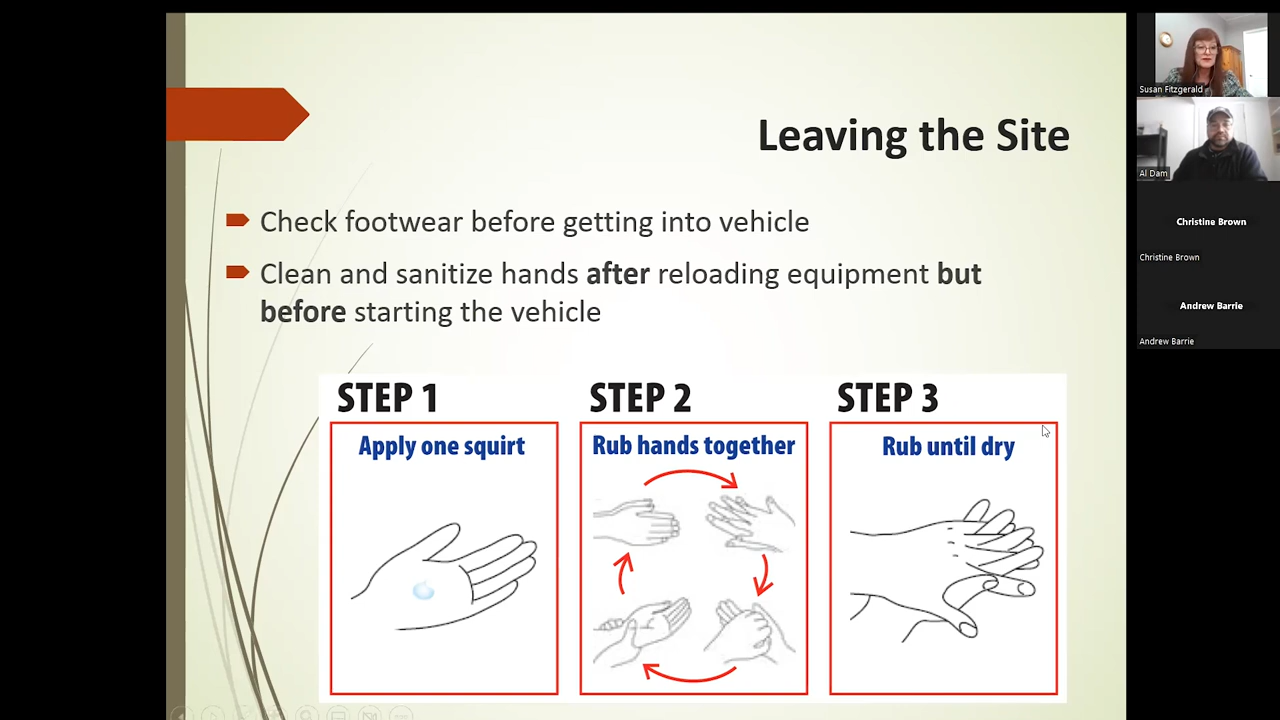 Leaving the Site
Check footwear before getting into vehicle
Clean and sanitize hands after reloading equipment but
before starting the vehicle
STEP 1
Apply one squirt
STEP 2
Rub hands together
STEP 3
Rub until dry
Susan Fitzgerald
Al Dam
Christine Brown
Christine Brown
Andrew Barrie
Andrew Barrie